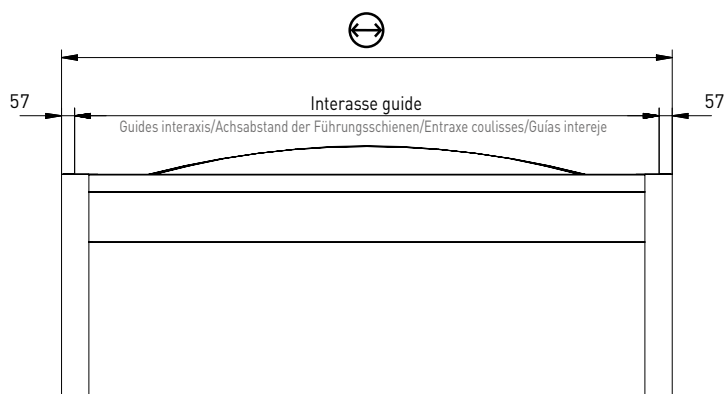 57
Interasse guide
57
Guides interaxis/Achsabstand der Führungsschienen/Entraxe coulisses/Guías intereje